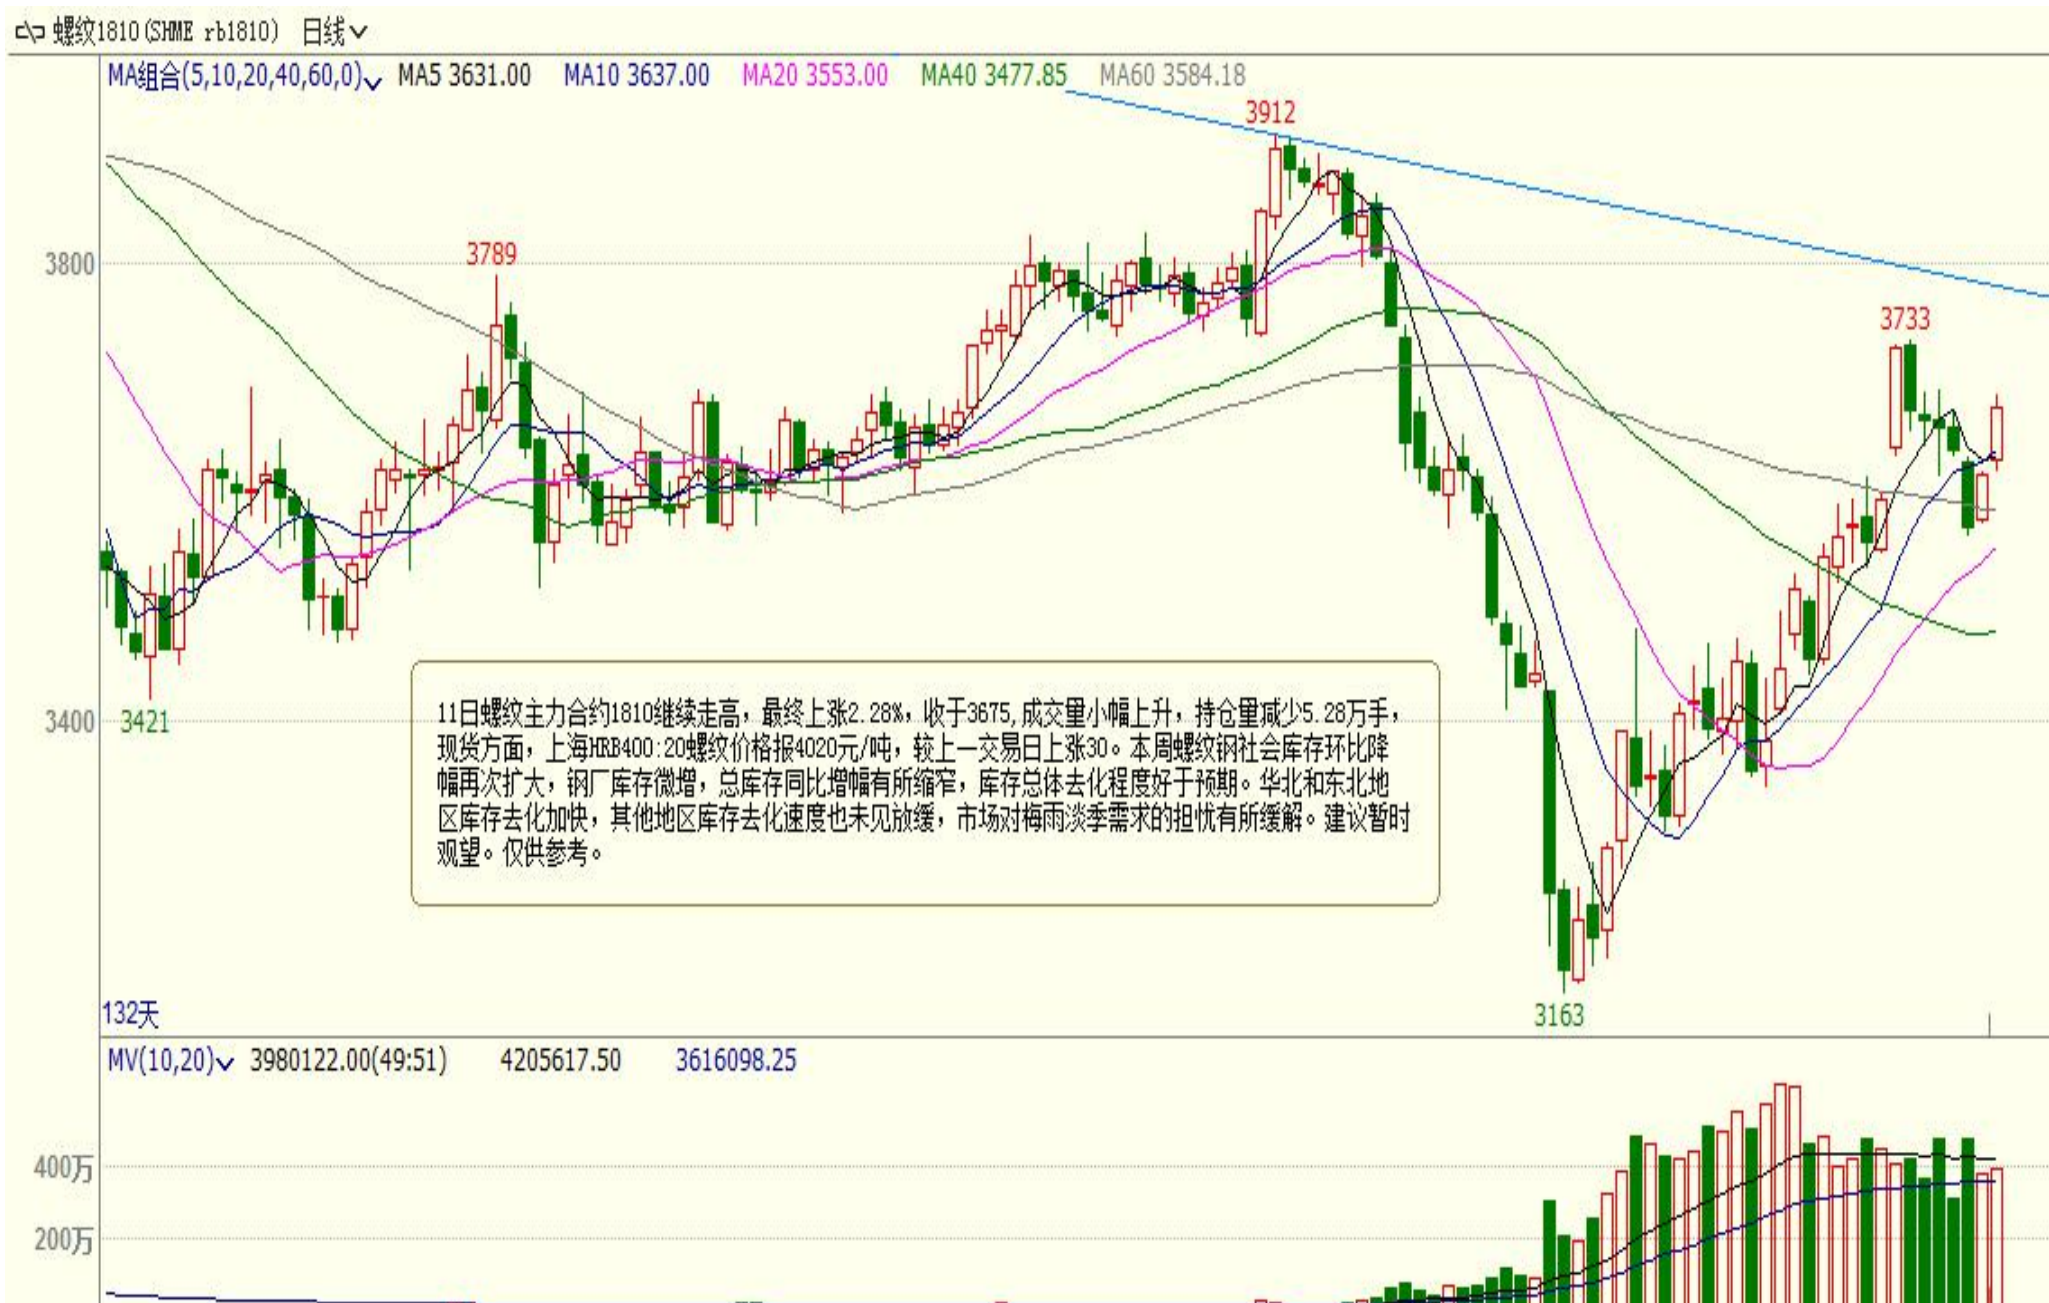 螺纹1810(SHME rb1810) 日线
MA组合(5,10,20,40,60,0) MA5 3631.00 MA10 3637.00 MA20 3553.00 MA40 3477.85 MA60 3584.18
3912
3789
3800
3733
3400
3421
11日螺纹主力合约1810继续走高，最终上涨2.28%，收于3675,成交量小幅上升，持仓量减少5.28万手，
现货方面，上海HRB400:20螺纹价格报4020元/吨，较上一交易日上涨30。本周螺纹钢社会库存环比降
幅再次扩大，钢厂库存微增，总库存同比增幅有所缩窄，库存总体去化程度好于预期。华北和东北地
区库存去化加快，其他地区库存去化速度也未见放缓，市场对梅雨淡季需求的担忧有所缓解。建议暂时
观望。仅供参考。
132天
3163
MV(10,20) 3980122.00(49:51) 4205617.50 3616098.25
400万
200万